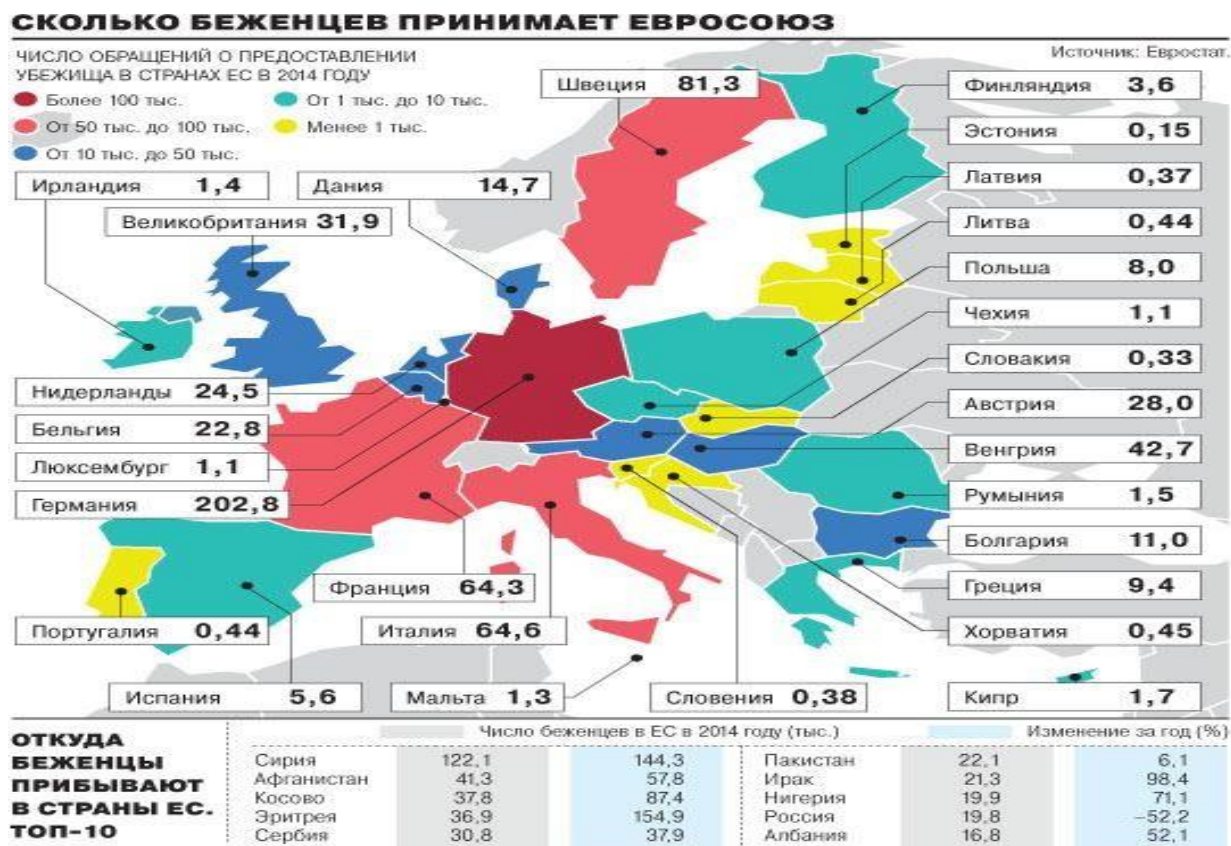 СКОЛЬКО БЕЖЕНЦЕВ ПРИНИМАЕТ ЕВРОСОЮЗ
ЧИСЛО ОБРАЩЕНИЙ О ПРЕДОСТАВЛЕНИИ
УБЕЖИЩА В СТРАНАХ ЕС В 2014 ГОДУ
Источник: Евростат.
Более 100 тыс.
От 1 тыс. до 10 тыс.
От 50 тыс. до 100 тыс.
Менее 1 тыс.
От 10 тыс. до 50 тыс.
Швеция 81,3
Ирландия 1,4
Дания 14,7
Великобритания 31,9
Финляндия 3,6
Эстония 0,15
Латвия 0,37
Литва 0,44
Польша 8,0
Чехия 1,1
Словакия 0,33
Австрия 28,0
Венгрия 42,7
Румыния 1,5
Болгария 11,0
Греция 9,4
Хорватия 0,45
Кипр 1,7
Нидерланды 24,5
Бельгия 22,8
Люксембург 1,1
Германия 202,8
Франция 64,3
Португалия 0,44
Италия 64,6
Испания 5,6
Мальта 1,3
Словения 0,38
ОТКУДА
БЕЖЕНЦЫ
ПРИБЫВАЮТ
В СТРАНЫ ЕС.
ТОП-10
Число беженцев в ЕС в 2014 году (тыс.)
Изменение за год (%)
Сирия 122,1 144,3
Афганистан 41,3 57,8
Косово 37,8 87,4
Эритрея 36,9 154,9
Сербия 30,8 37,9
Пакистан 22,1 6,1
Ирак 21,3 98,4
Нигерия 19,9 71,1
Россия 19,8 −52,2
Албания 16,8 52,1